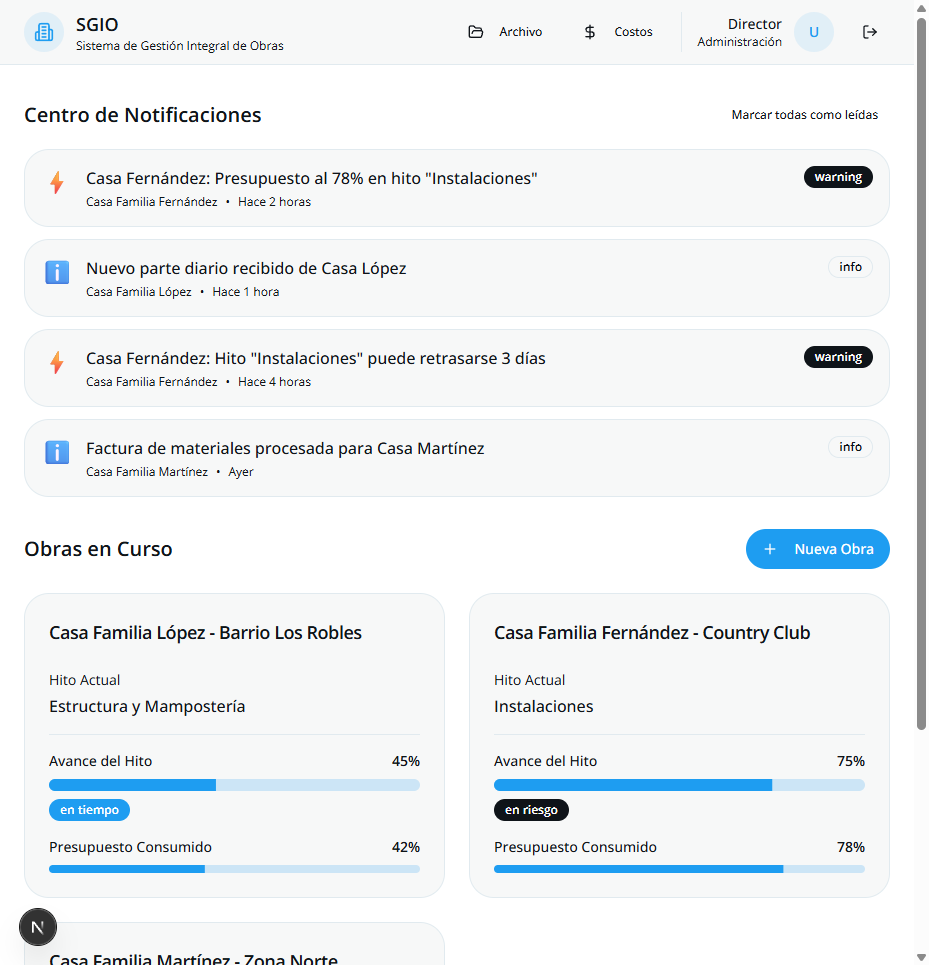 SGIO
Sistema de Gestión Integral de Obras
Archivo
$ Costos
Director
Administración
U
Centro de Notificaciones
Marcar todas como leídas
Casa Fernández: Presupuesto al 78% en hito "Instalaciones"
warning
Casa Familia Fernández • Hace 2 horas
Nuevo parte diario recibido de Casa López
info
Casa Familia López • Hace 1 hora
Casa Fernández: Hito "Instalaciones" puede retrasarse 3 días
warning
Casa Familia Fernández • Hace 4 horas
Factura de materiales procesada para Casa Martínez
info
Casa Familia Martínez • Ayer
Obras en Curso
+ Nueva Obra
Casa Familia López - Barrio Los Robles
Hito Actual
Estructura y Mampostería
Avance del Hito 45%
en tiempo
Presupuesto Consumido 42%
Casa Familia Fernández - Country Club
Hito Actual
Instalaciones
Avance del Hito 75%
en riesgo
Presupuesto Consumido 78%
N
Casa Familia Martínez - Zona Norte